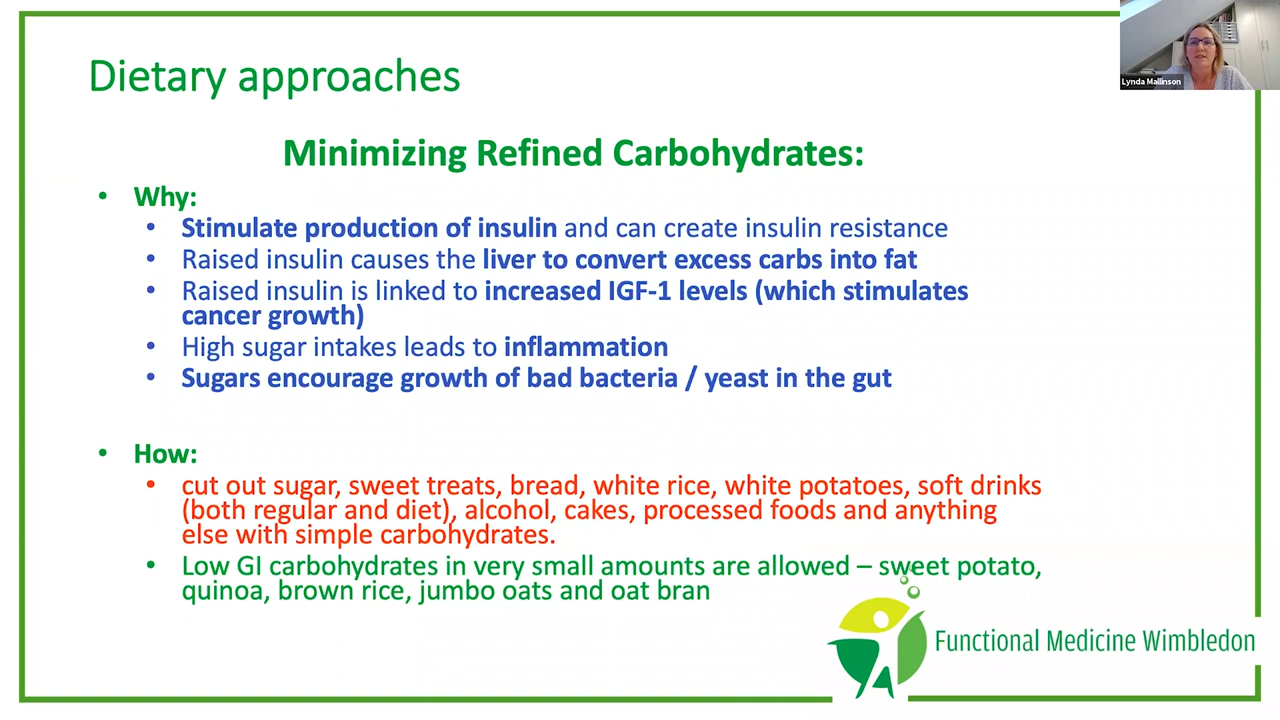 Dietary approaches
Lynda Mallinson
Minimizing Refined Carbohydrates:
• Why:
• Stimulate production of insulin and can create insulin resistance
• Raised insulin causes the liver to convert excess carbs into fat
• Raised insulin is linked to increased IGF-1 levels (which stimulates
cancer growth)
• High sugar intakes leads to inflammation
• Sugars encourage growth of bad bacteria / yeast in the gut
• How:
• cut out sugar, sweet treats, bread, white rice, white potatoes, soft drinks
(both regular and diet), alcohol, cakes, processed foods and anything
else with simple carbohydrates.
• Low GI carbohydrates in very small amounts are allowed – sweet potato,
quinoa, brown rice, jumbo oats and oat bran
Functional Medicine Wimbledon